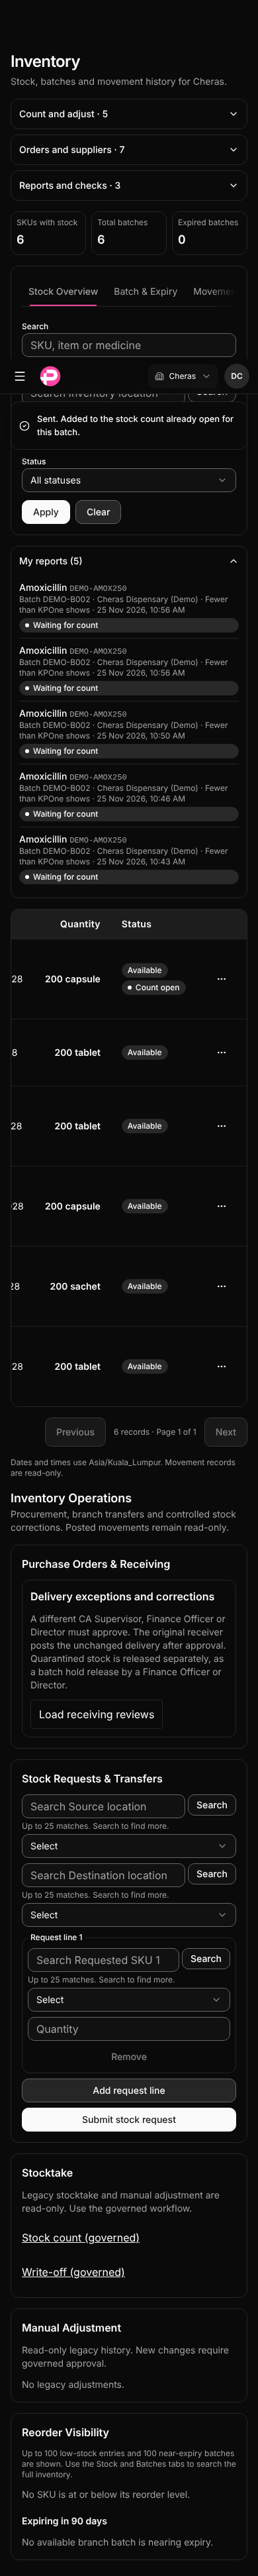 Inventory
Stock, batches and movement history for Cheras.
Count and adjust · 5
Orders and suppliers · 7
Reports and checks · 3
SKUs with stock
6
Total batches
6
Expired batches
0
Stock Overview
Batch & Expiry
Search
SKU, item or medicine
Cheras
DC
Sent. Added to the stock count already open for
this batch.
Status
All statuses
Apply
Clear
My reports (5)
Amoxicillin DEMO-AMOX250
Batch DEMO-B002 · Cheras Dispensary (Demo) · Fewer
than KPOne shows · 25 Nov 2026, 10:56 AM
Waiting for count
Amoxicillin DEMO-AMOX250
Batch DEMO-B002 · Cheras Dispensary (Demo) · Fewer
than KPOne shows · 25 Nov 2026, 10:56 AM
Waiting for count
Amoxicillin DEMO-AMOX250
Batch DEMO-B002 · Cheras Dispensary (Demo) · Fewer
than KPOne shows · 25 Nov 2026, 10:50 AM
Waiting for count
Amoxicillin DEMO-AMOX250
Batch DEMO-B002 · Cheras Dispensary (Demo) · Fewer
than KPOne shows · 25 Nov 2026, 10:46 AM
Waiting for count
Amoxicillin DEMO-AMOX250
Batch DEMO-B002 · Cheras Dispensary (Demo) · Fewer
than KPOne shows · 25 Nov 2026, 10:43 AM
Waiting for count
Quantity
Status
28
200 capsule
Available
Count open
8
200 tablet
Available
28
200 tablet
Available
28
200 capsule
Available
28
200 sachet
Available
28
200 tablet
Available
Previous
6 records · Page 1 of 1
Next
Dates and times use Asia/Kuala_Lumpur. Movement records
are read-only.
Inventory Operations
Procurement, branch transfers and controlled stock
corrections. Posted movements remain read-only.
Purchase Orders & Receiving
Delivery exceptions and corrections
A different CA Supervisor, Finance Officer or
Director must approve. The original receiver
posts the unchanged delivery after approval.
Quarantined stock is released separately, as
a batch hold release by a Finance Officer or
Director.
Load receiving reviews
Stock Requests & Transfers
Search Source location
Search
Up to 25 matches. Search to find more.
Select
Search Destination location
Search
Up to 25 matches. Search to find more.
Select
Request line 1
Search Requested SKU 1
Search
Up to 25 matches. Search to find more.
Select
Quantity
Remove
Add request line
Submit stock request
Stocktake
Legacy stocktake and manual adjustment are
read-only. Use the governed workflow.
Stock count (governed)
Write-off (governed)
Manual Adjustment
Read-only legacy history. New changes require
governed approval.
No legacy adjustments.
Reorder Visibility
Up to 100 low-stock entries and 100 near-expiry batches
are shown. Use the Stock and Batches tabs to search the
full inventory.
No SKU is at or below its reorder level.
Expiring in 90 days
No available branch batch is nearing expiry.